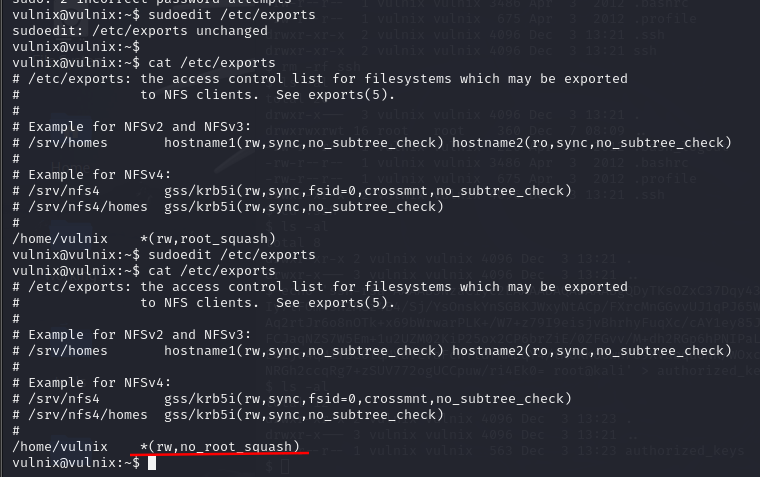 sudo: 2 incorrect password attempts
vulnix@vulnix:~$ sudoedit /etc/exports
sudoedit: /etc/exports unchanged
vulnix@vulnix:~$
vulnix@vulnix:~$ cat /etc/exports
# /etc/exports: the access control list for filesystems which may be exported
#               to NFS clients.  See exports(5).
#
# Example for NFSv2 and NFSv3:
# /srv/homes       hostname1(rw,sync,no_subtree_check) hostname2(ro,sync,no_subtree_check)
#
# Example for NFSv4:
# /srv/nfs4        gss/krb5i(rw,sync,fsid=0,crossmnt,no_subtree_check)
# /srv/nfs4/homes  gss/krb5i(rw,sync,no_subtree_check)
#
/home/vulnix    *(rw,root_squash)
vulnix@vulnix:~$ sudoedit /etc/exports
vulnix@vulnix:~$ cat /etc/exports
# /etc/exports: the access control list for filesystems which may be exported
#               to NFS clients.  See exports(5).
#
# Example for NFSv2 and NFSv3:
# /srv/homes       hostname1(rw,sync,no_subtree_check) hostname2(ro,sync,no_subtree_check)
#
# Example for NFSv4:
# /srv/nfs4        gss/krb5i(rw,sync,fsid=0,crossmnt,no_subtree_check)
# /srv/nfs4/homes  gss/krb5i(rw,sync,no_subtree_check)
#
/home/vulnix    *(rw,no_root_squash)
vulnix@vulnix:~$